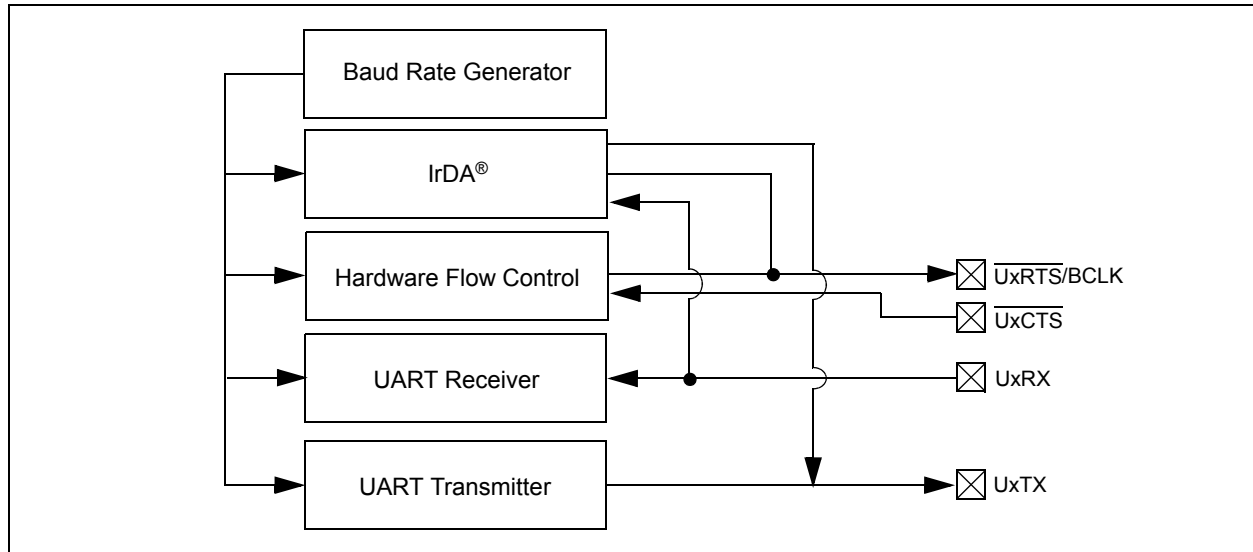 Baud Rate Generator
IrDA®
Hardware Flow Control
UxRTS/BCLK
UxCTS
UART Receiver
UxRX
UART Transmitter
UxTX